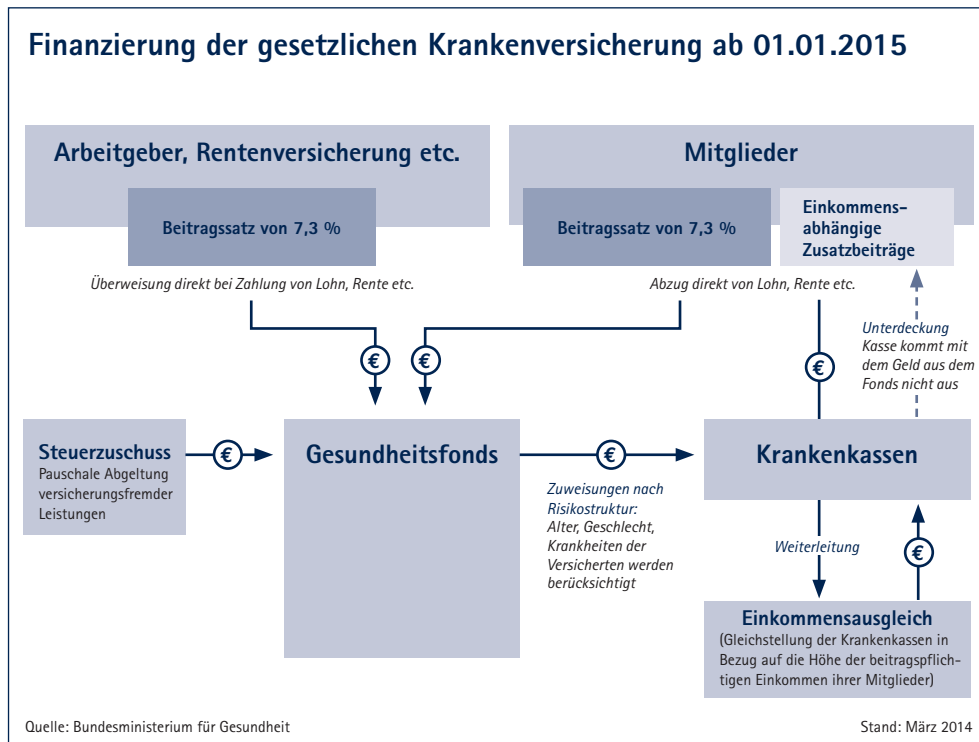 Finanzierung der gesetzlichen Krankenversicherung ab 01.01.2015
Arbeitgeber, Rentenversicherung etc.
Beitragssatz von 7,3 %
Überweisung direkt bei Zahlung von Lohn, Rente etc.
Mitglieder
Beitragssatz von 7,3 %
Einkommens-
abhängige
Zusatzbeiträge
Abzug direkt von Lohn, Rente etc.
Unterdeckung
Kasse kommt mit
dem Geld aus dem
Fonds nicht aus
€
€
€
Steuerzuschuss
Pauschale Abgeltung
versicherungsfremder
Leistungen
€
Gesundheitsfonds
€
Zuweisungen nach
Risikostruktur:
Alter, Geschlecht,
Krankheiten der
Versicherten werden
berücksichtigt
Krankenkassen
Weiterleitung
€
Einkommensausgleich
(Gleichstellung der Krankenkassen in
Bezug auf die Höhe der beitragspflich-
tigen Einkommen ihrer Mitglieder)
Quelle: Bundesministerium für Gesundheit
Stand: März 2014